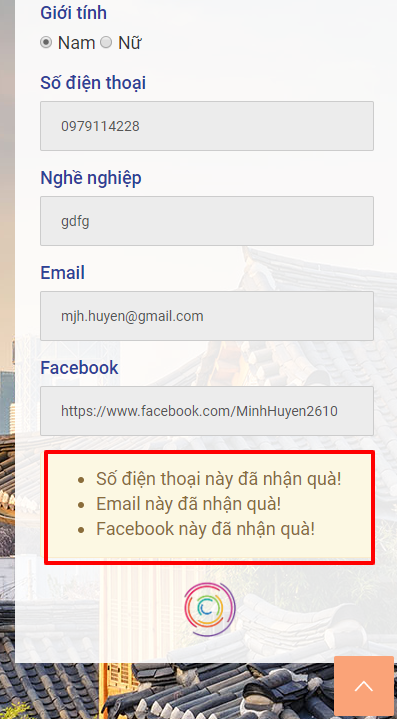 Giới tính
Nam Nữ
Số điện thoại
0979114228
Nghề nghiệp
gdfg
Email
mjh.huyen@gmail.com
Facebook
https://www.facebook.com/MinhHuyen2610
Số điện thoại này đã nhận quà!
Email này đã nhận quà!
Facebook này đã nhận quà!